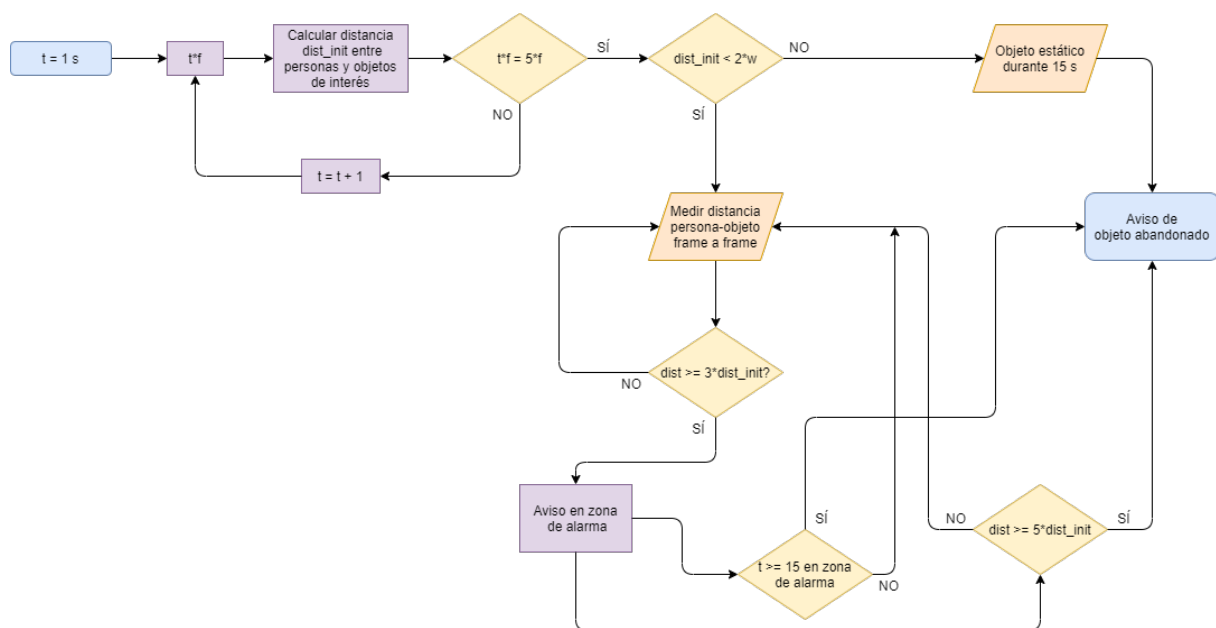 t = 1 s
t*f
Calcular distancia
dist_init entre
personas y objetos
de interés
t*f = 5*f
SÍ
dist_init < 2*w
NO
Objeto estático
durante 15 s
NO
SÍ
t = t + 1
Medir distancia
persona-objeto
frame a frame
Aviso de
objeto abandonado
dist >= 3*dist_init?
NO
SÍ
Aviso en zona
de alarma
SÍ
NO
dist >= 5*dist_init
SÍ
t >= 15 en zona
de alarma
NO